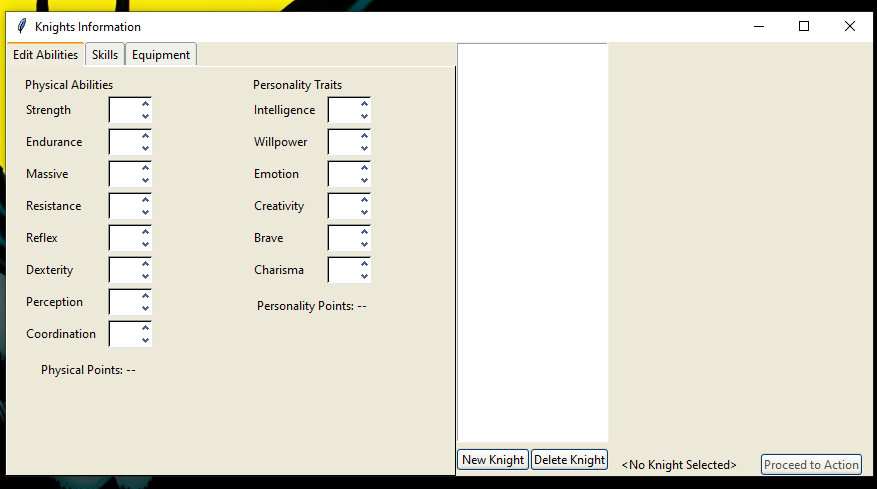 Knights Information
Edit Abilities Skills Equipment
Physical Abilities Personality Traits
Strength Intelligence
Endurance Willpower
Massive Emotion
Resistance Creativity
Reflex Brave
Dexterity Charisma
Perception
Personality Points: --
Coordination
Physical Points: --
New Knight Delete Knight <No Knight Selected> Proceed to Action